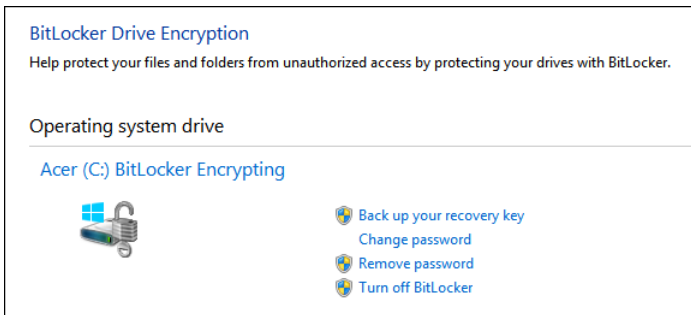 BitLocker Drive Encryption
Help protect your files and folders from unauthorized access by protecting your drives with BitLocker.
Operating system drive
Acer (C:) BitLocker Encrypting
Back up your recovery key
Change password
Remove password
Turn off BitLocker